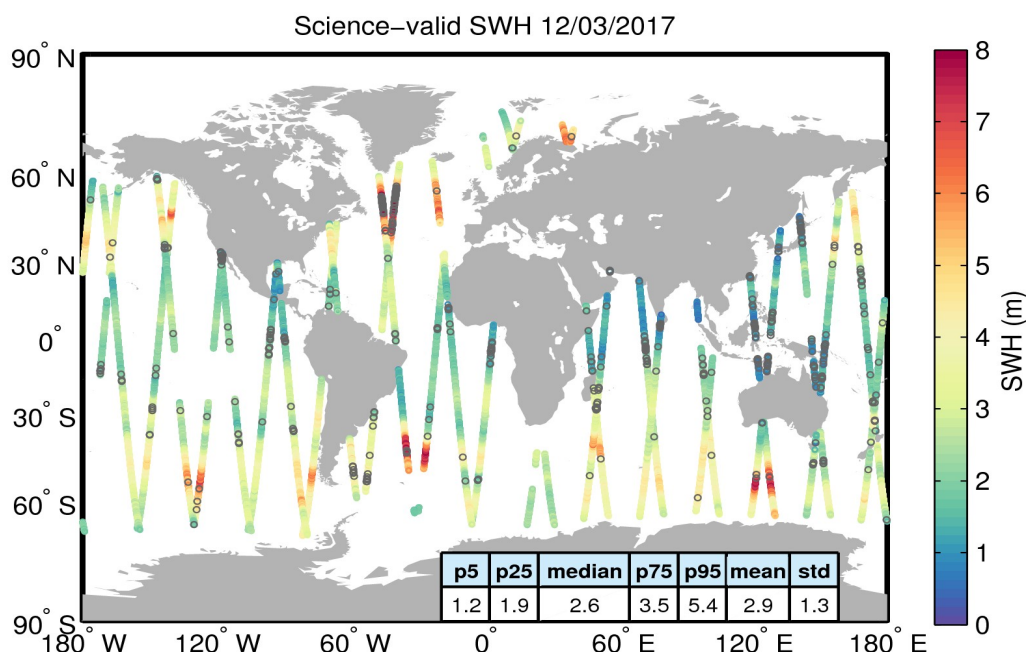 Science−valid SWH 12/03/2017
90° N
60° N
30° N
0°
30° S
60° S
90° S
180° W
120° W
60° W
0°
60° E
120° E
180° E
8
7
6
5
4
3
2
1
0
SWH (m)
p5 p25 median p75 p95 mean std
1.2 1.9 2.6 3.5 5.4 2.9 1.3